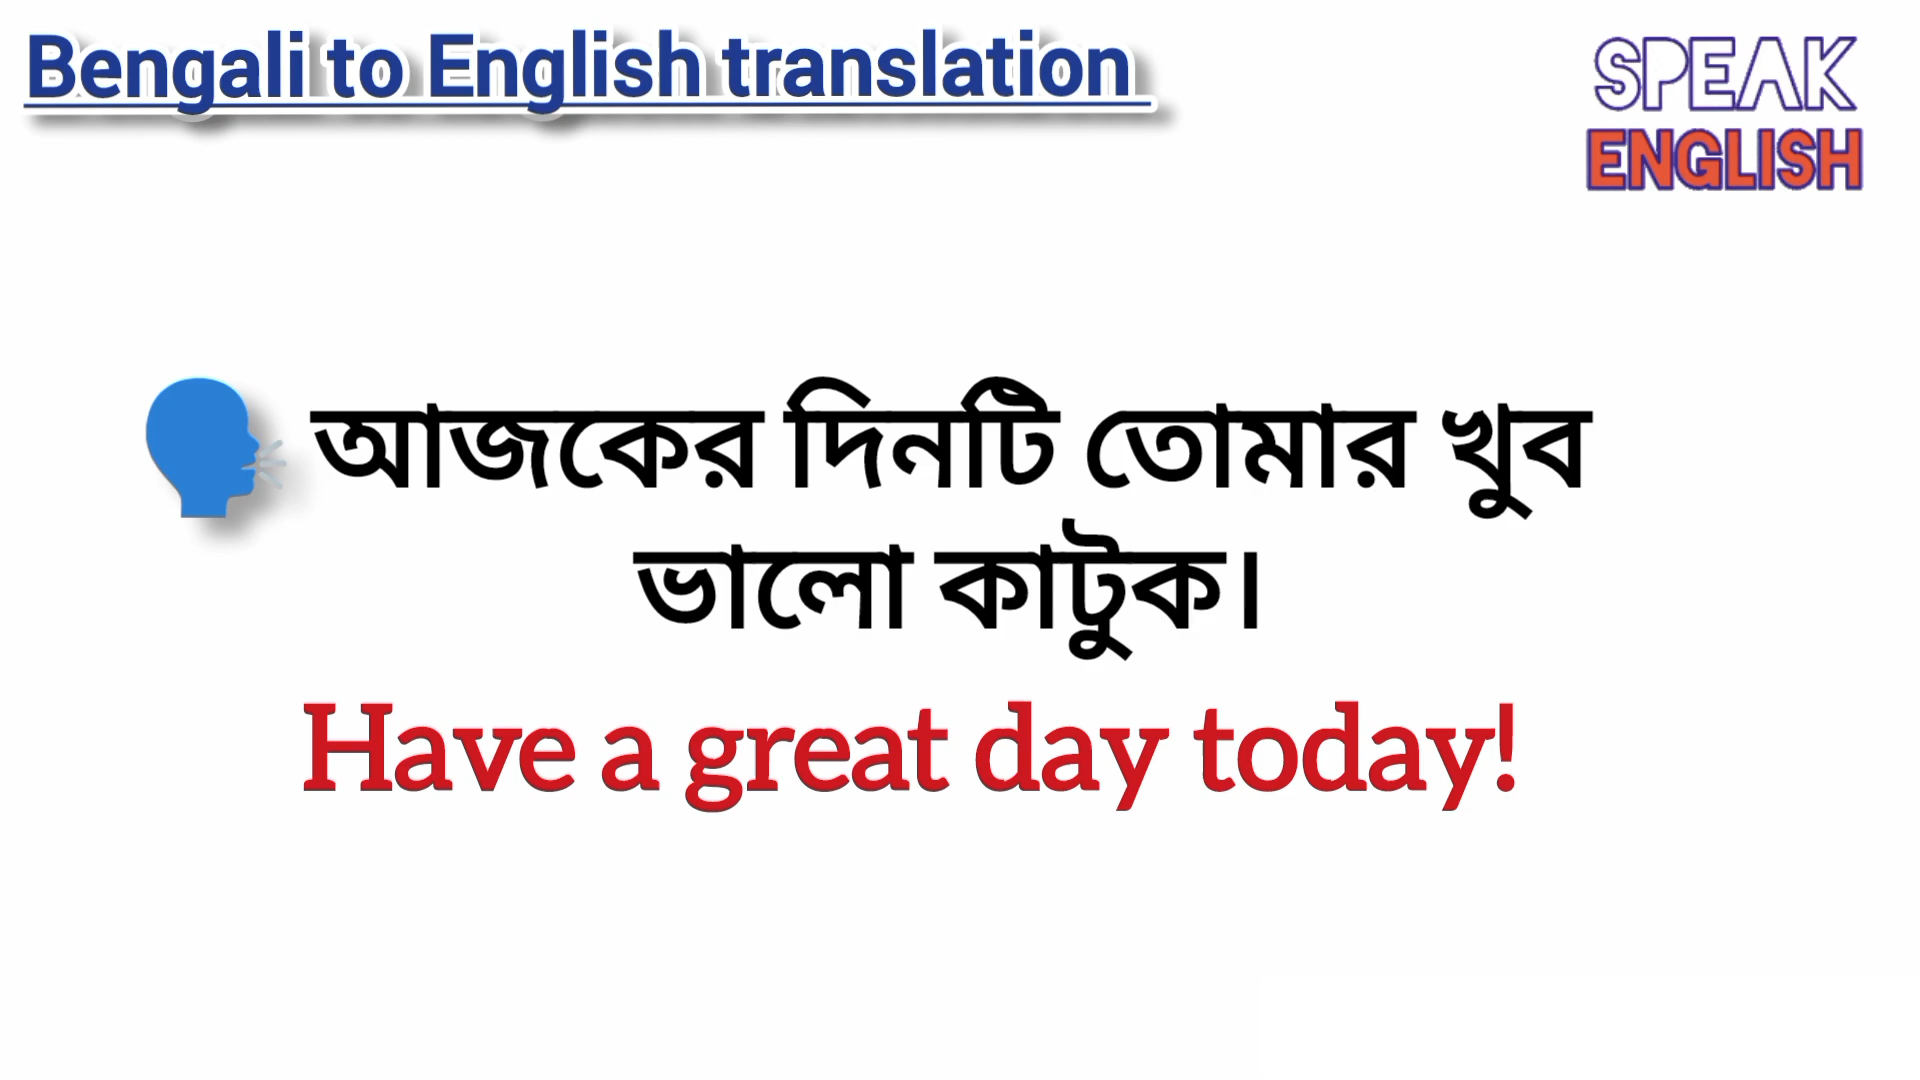 Bengali to English translation
SPEAK
ENGLISH
আজকের দিনটি তোমার খুব
ভালো কাটুক।
Have a great day today!